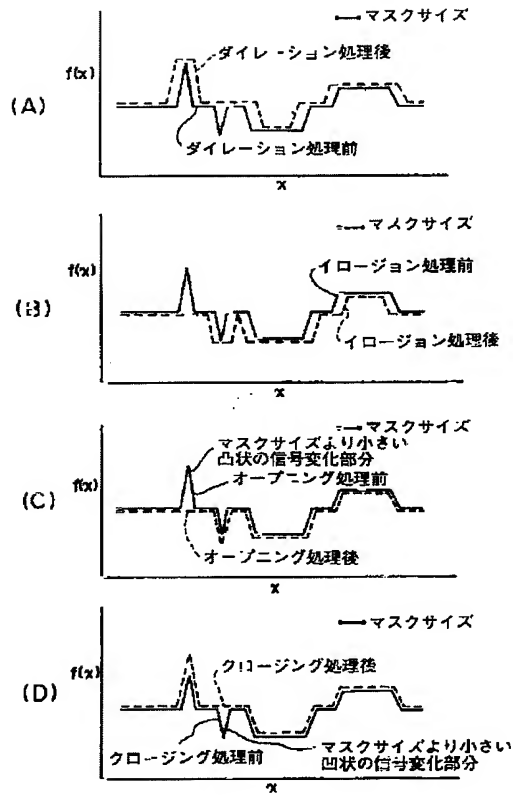 マスクサイズ
ダイレーション処理後
f(x)
(A)
ダイレーション処理前
x
マスクサイズ
f(x)
イロージョン処理前
(B)
イロージョン処理後
x
マスクサイズ
マスクサイズより小さい
凸状の信号変化部分
f(x)
オープニング処理前
(C)
オープニング処理後
x
マスクサイズ
f(x)
クロージング処理後
(D)
クロージング処理前
マスクサイズより小さい
凹状の信号変化部分
x